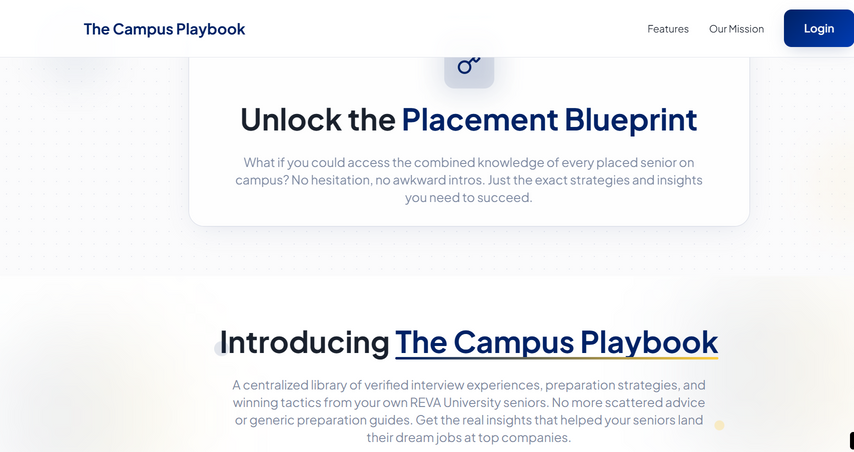 The Campus Playbook
Features
Our Mission
Login
Unlock the Placement Blueprint
What if you could access the combined knowledge of every placed senior on
campus? No hesitation, no awkward intros. Just the exact strategies and insights
you need to succeed.
Introducing The Campus Playbook
A centralized library of verified interview experiences, preparation strategies, and
winning tactics from your own REVA University seniors. No more scattered advice
or generic preparation guides. Get the real insights that helped your seniors land
their dream jobs at top companies.